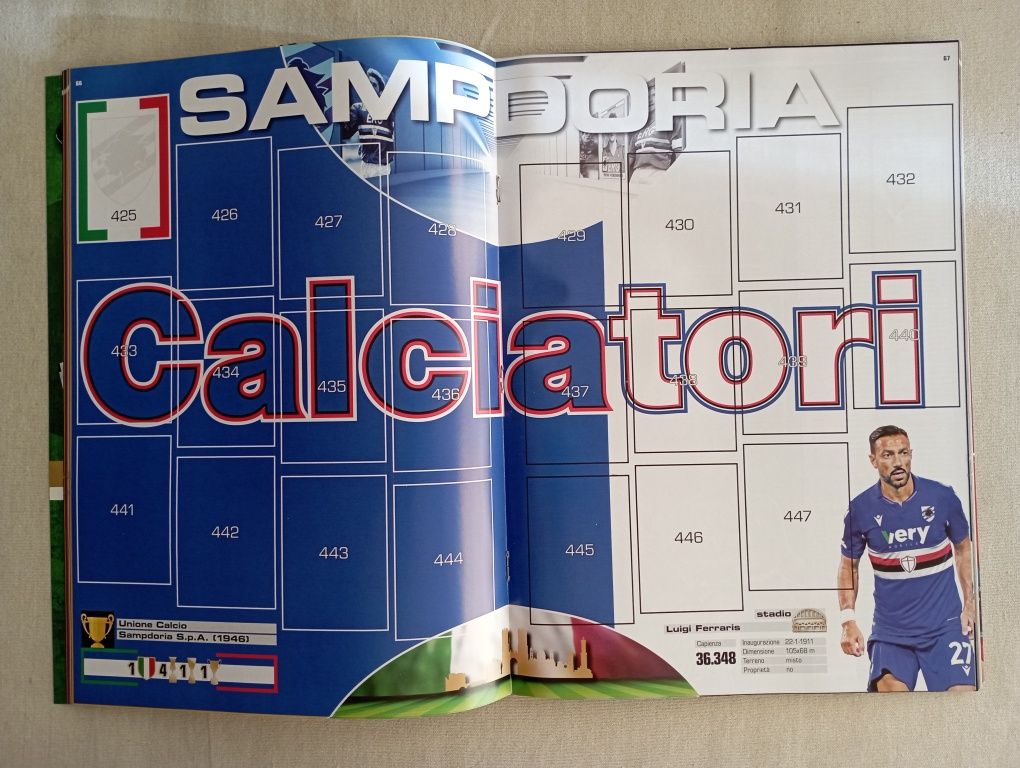 66
67
SAMPDORIA
425
426
427
428
429
430
431
432
Calciatori
433
434
435
436
437
438
439
440
441
442
443
444
445
446
447
very
27
Unione Calcio
Sampdoria S.p.A. (1946)
1 4 1 1
stadio
Luigi Ferraris
Capienza
36.348
Inaugurazione 22-1-1911
Dimensione 105x68 m
Terreno misto
Proprietà no